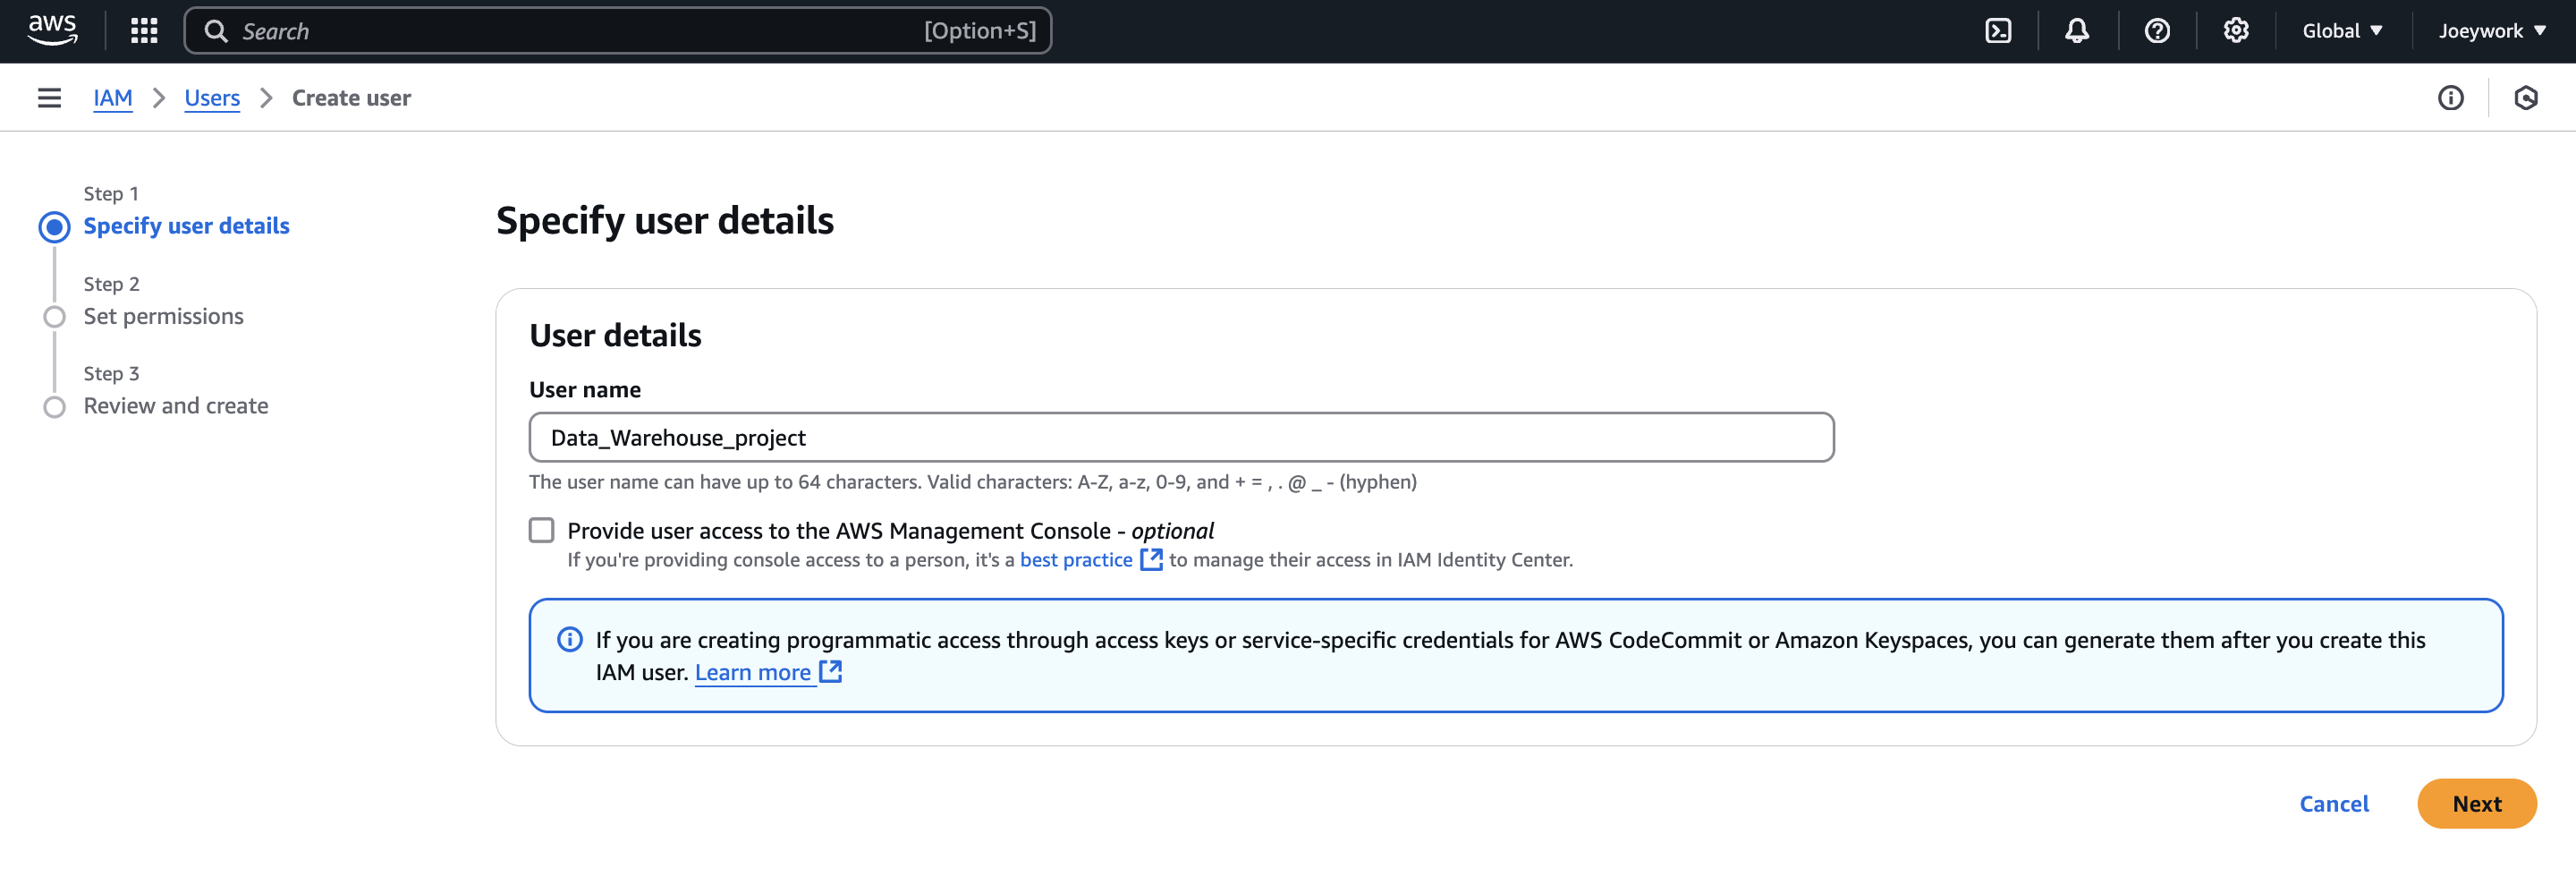 aws
Search
[Option+S]
Global
Joeywork
IAM
Users
Create user
Step 1
Specify user details
Step 2
Set permissions
Step 3
Review and create
Specify user details
User details
User name
Data_Warehouse_project
The user name can have up to 64 characters. Valid characters: A-Z, a-z, 0-9, and + = , . @ _ - (hyphen)
Provide user access to the AWS Management Console - optional
If you're providing console access to a person, it's a best practice to manage their access in IAM Identity Center.
If you are creating programmatic access through access keys or service-specific credentials for AWS CodeCommit or Amazon Keyspaces, you can generate them after you create this
IAM user. Learn more
Cancel
Next